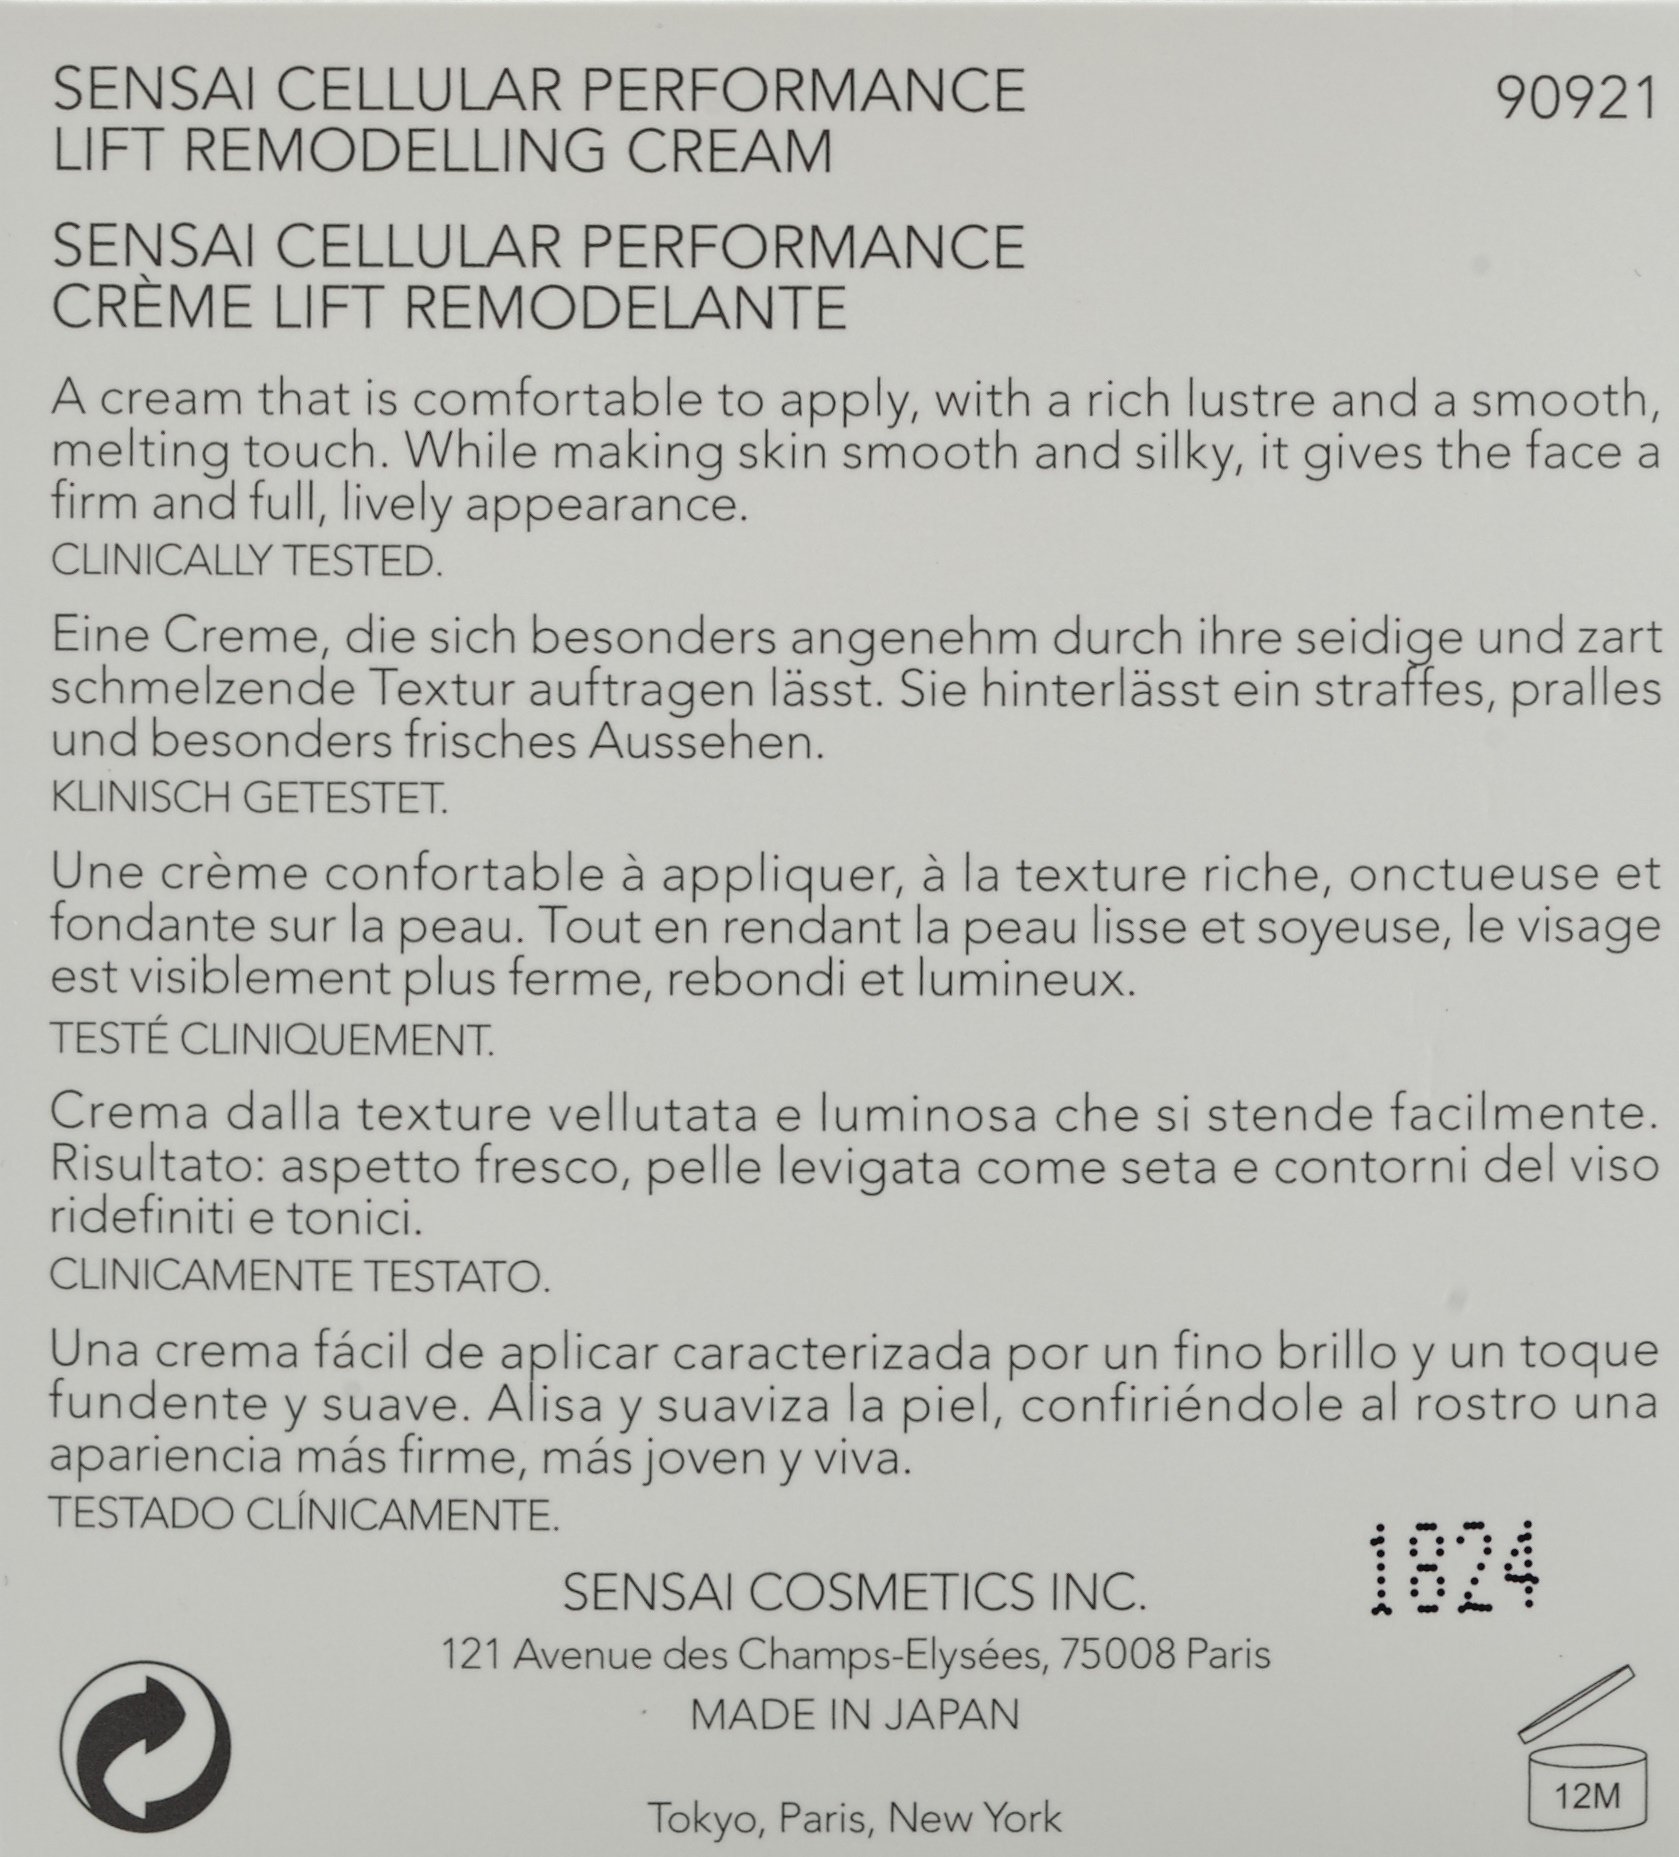 SENSAI CELLULAR PERFORMANCE
LIFT REMODELLING CREAM
90921
SENSAI CELLULAR PERFORMANCE
CRÈME LIFT REMODELANTE
A cream that is comfortable to apply, with a rich lustre and a smooth,
melting touch. While making skin smooth and silky, it gives the face a
firm and full, lively appearance.
CLINICALLY TESTED.
Eine Creme, die sich besonders angenehm durch ihre seidige und zart
schmelzende Textur auftragen lässt. Sie hinterlässt ein straffes, pralles
und besonders frisches Aussehen.
KLINISCH GETESTET.
Une crème confortable à appliquer, à la texture riche, onctueuse et
fondante sur la peau. Tout en rendant la peau lisse et soyeuse, le visage
est visiblement plus ferme, rebondi et lumineux.
TESTÉ CLINIQUEMENT.
Crema dalla texture vellutata e luminosa che si stende facilmente.
Risultato: aspetto fresco, pelle levigata come seta e contorni del viso
ridefiniti e tonici.
CLINICAMENTE TESTATO.
Una crema fácil de aplicar caracterizada por un fino brillo y un toque
fundente y suave. Alisa y suaviza la piel, confiriéndole al rostro una
apariencia más firme, más joven y viva.
TESTADO CLÍNICAMENTE.
1824
SENSAI COSMETICS INC.
121 Avenue des Champs-Elysées, 75008 Paris
MADE IN JAPAN
12M
Tokyo, Paris, New York